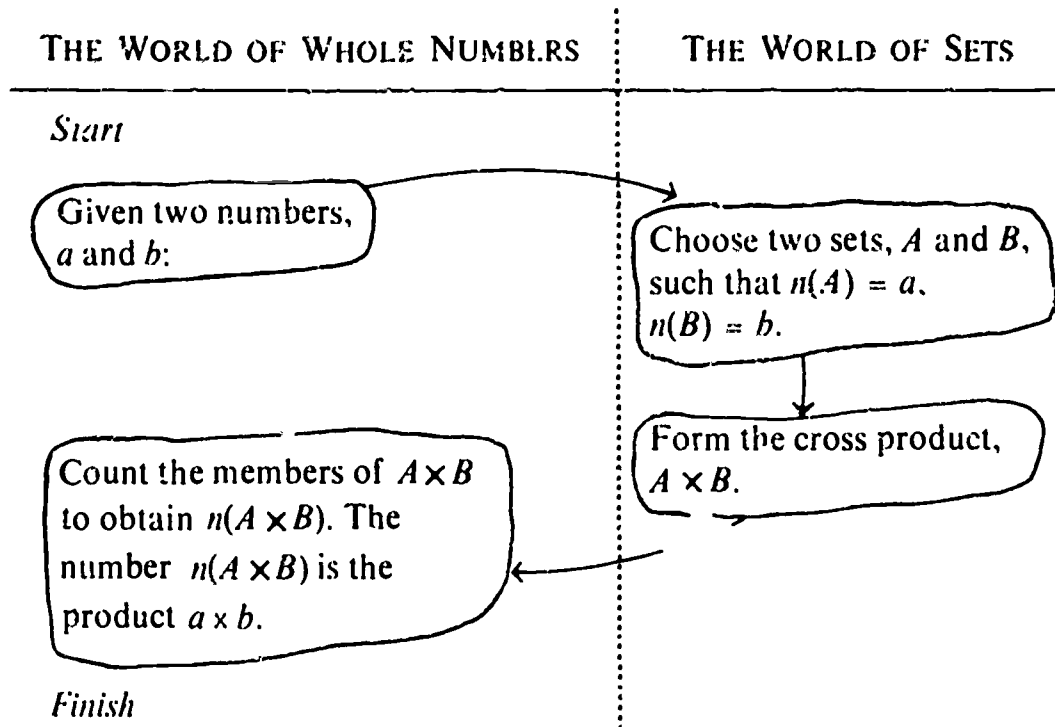 THE WORLD OF WHOLE NUMBERS
THE WORLD OF SETS
Start
Given two numbers,
a and b:
Choose two sets, A and B,
such that n(A) = a.
n(B) = b.
Form the cross product,
A × B.
Count the members of A × B
to obtain n(A × B). The
number n(A × B) is the
product a × b.
Finish